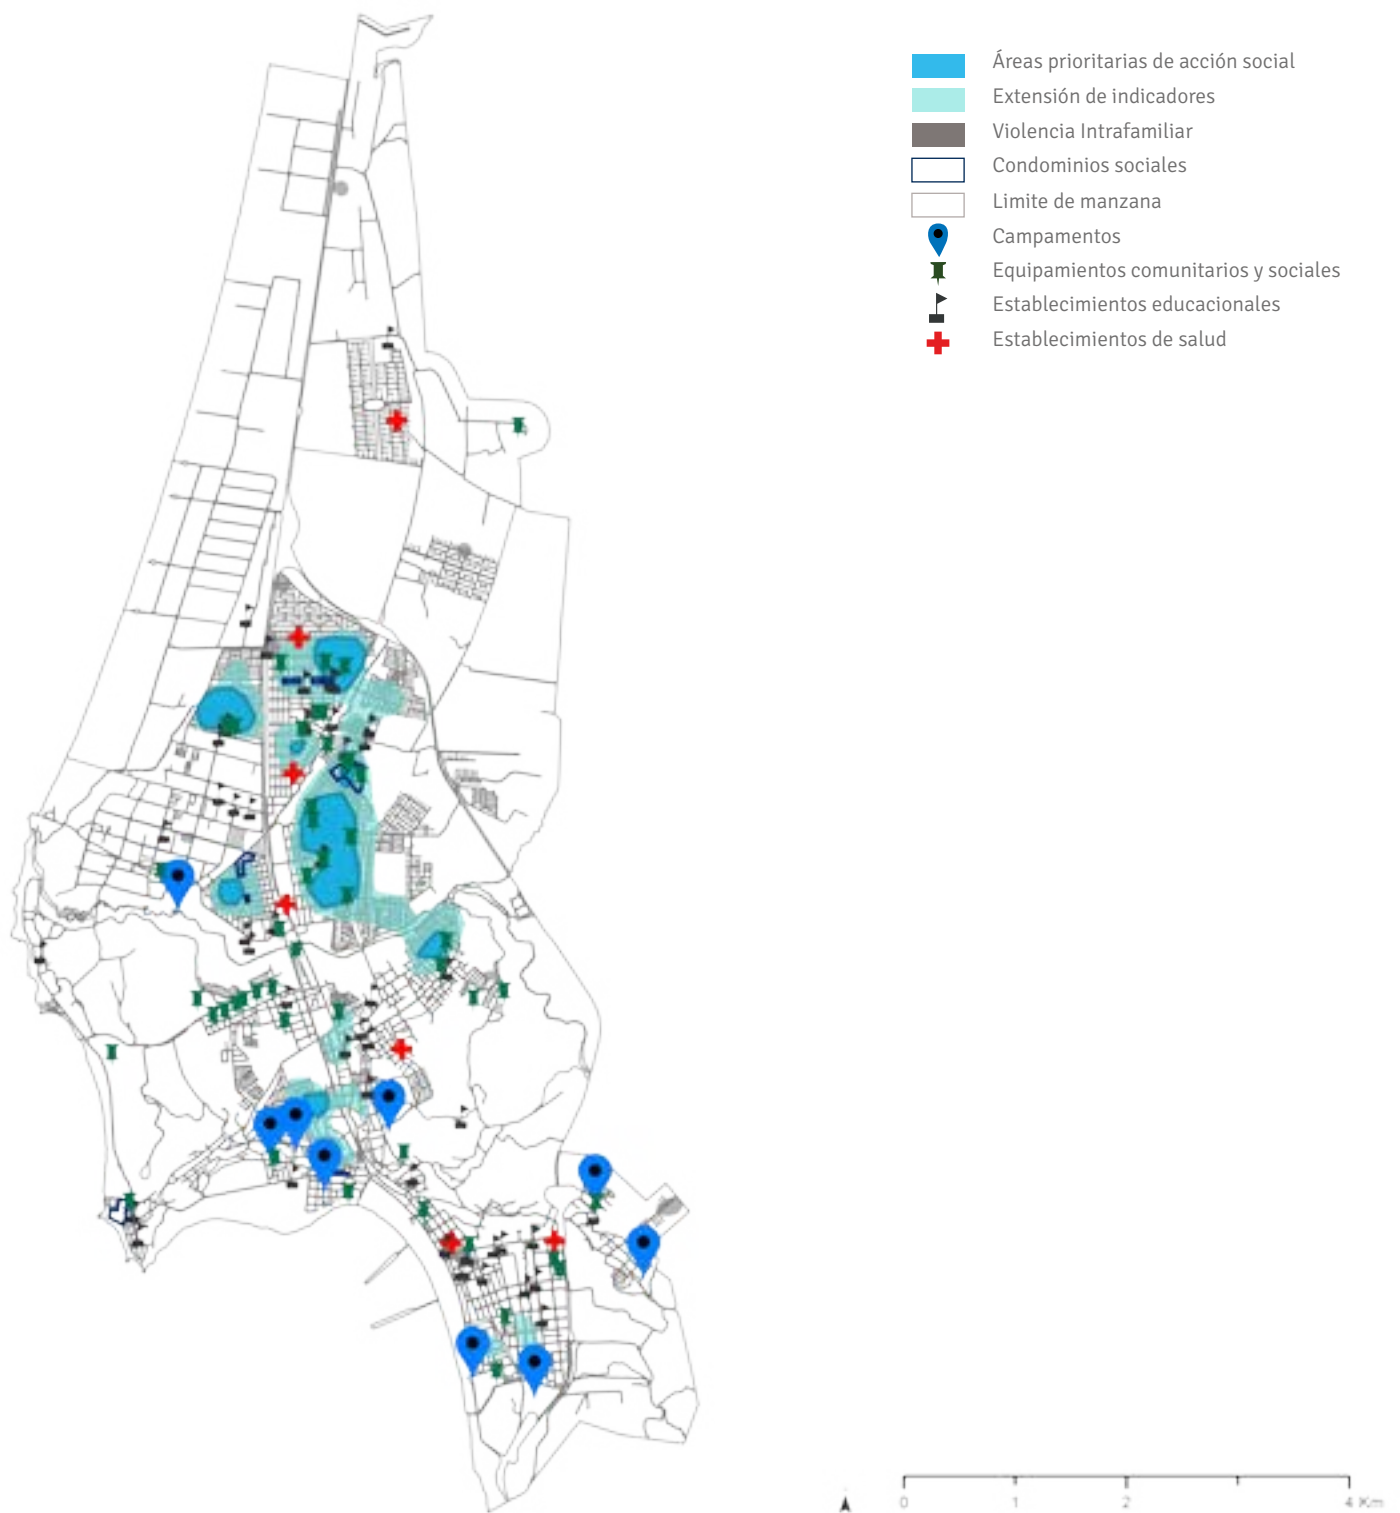 Áreas prioritarias de acción social
Extensión de indicadores
Violencia Intrafamiliar
Condominios sociales
Limite de manzana
Campamentos
Equipamientos comunitarios y sociales
Establecimientos educacionales
Establecimientos de salud
0 1 2 4 Km